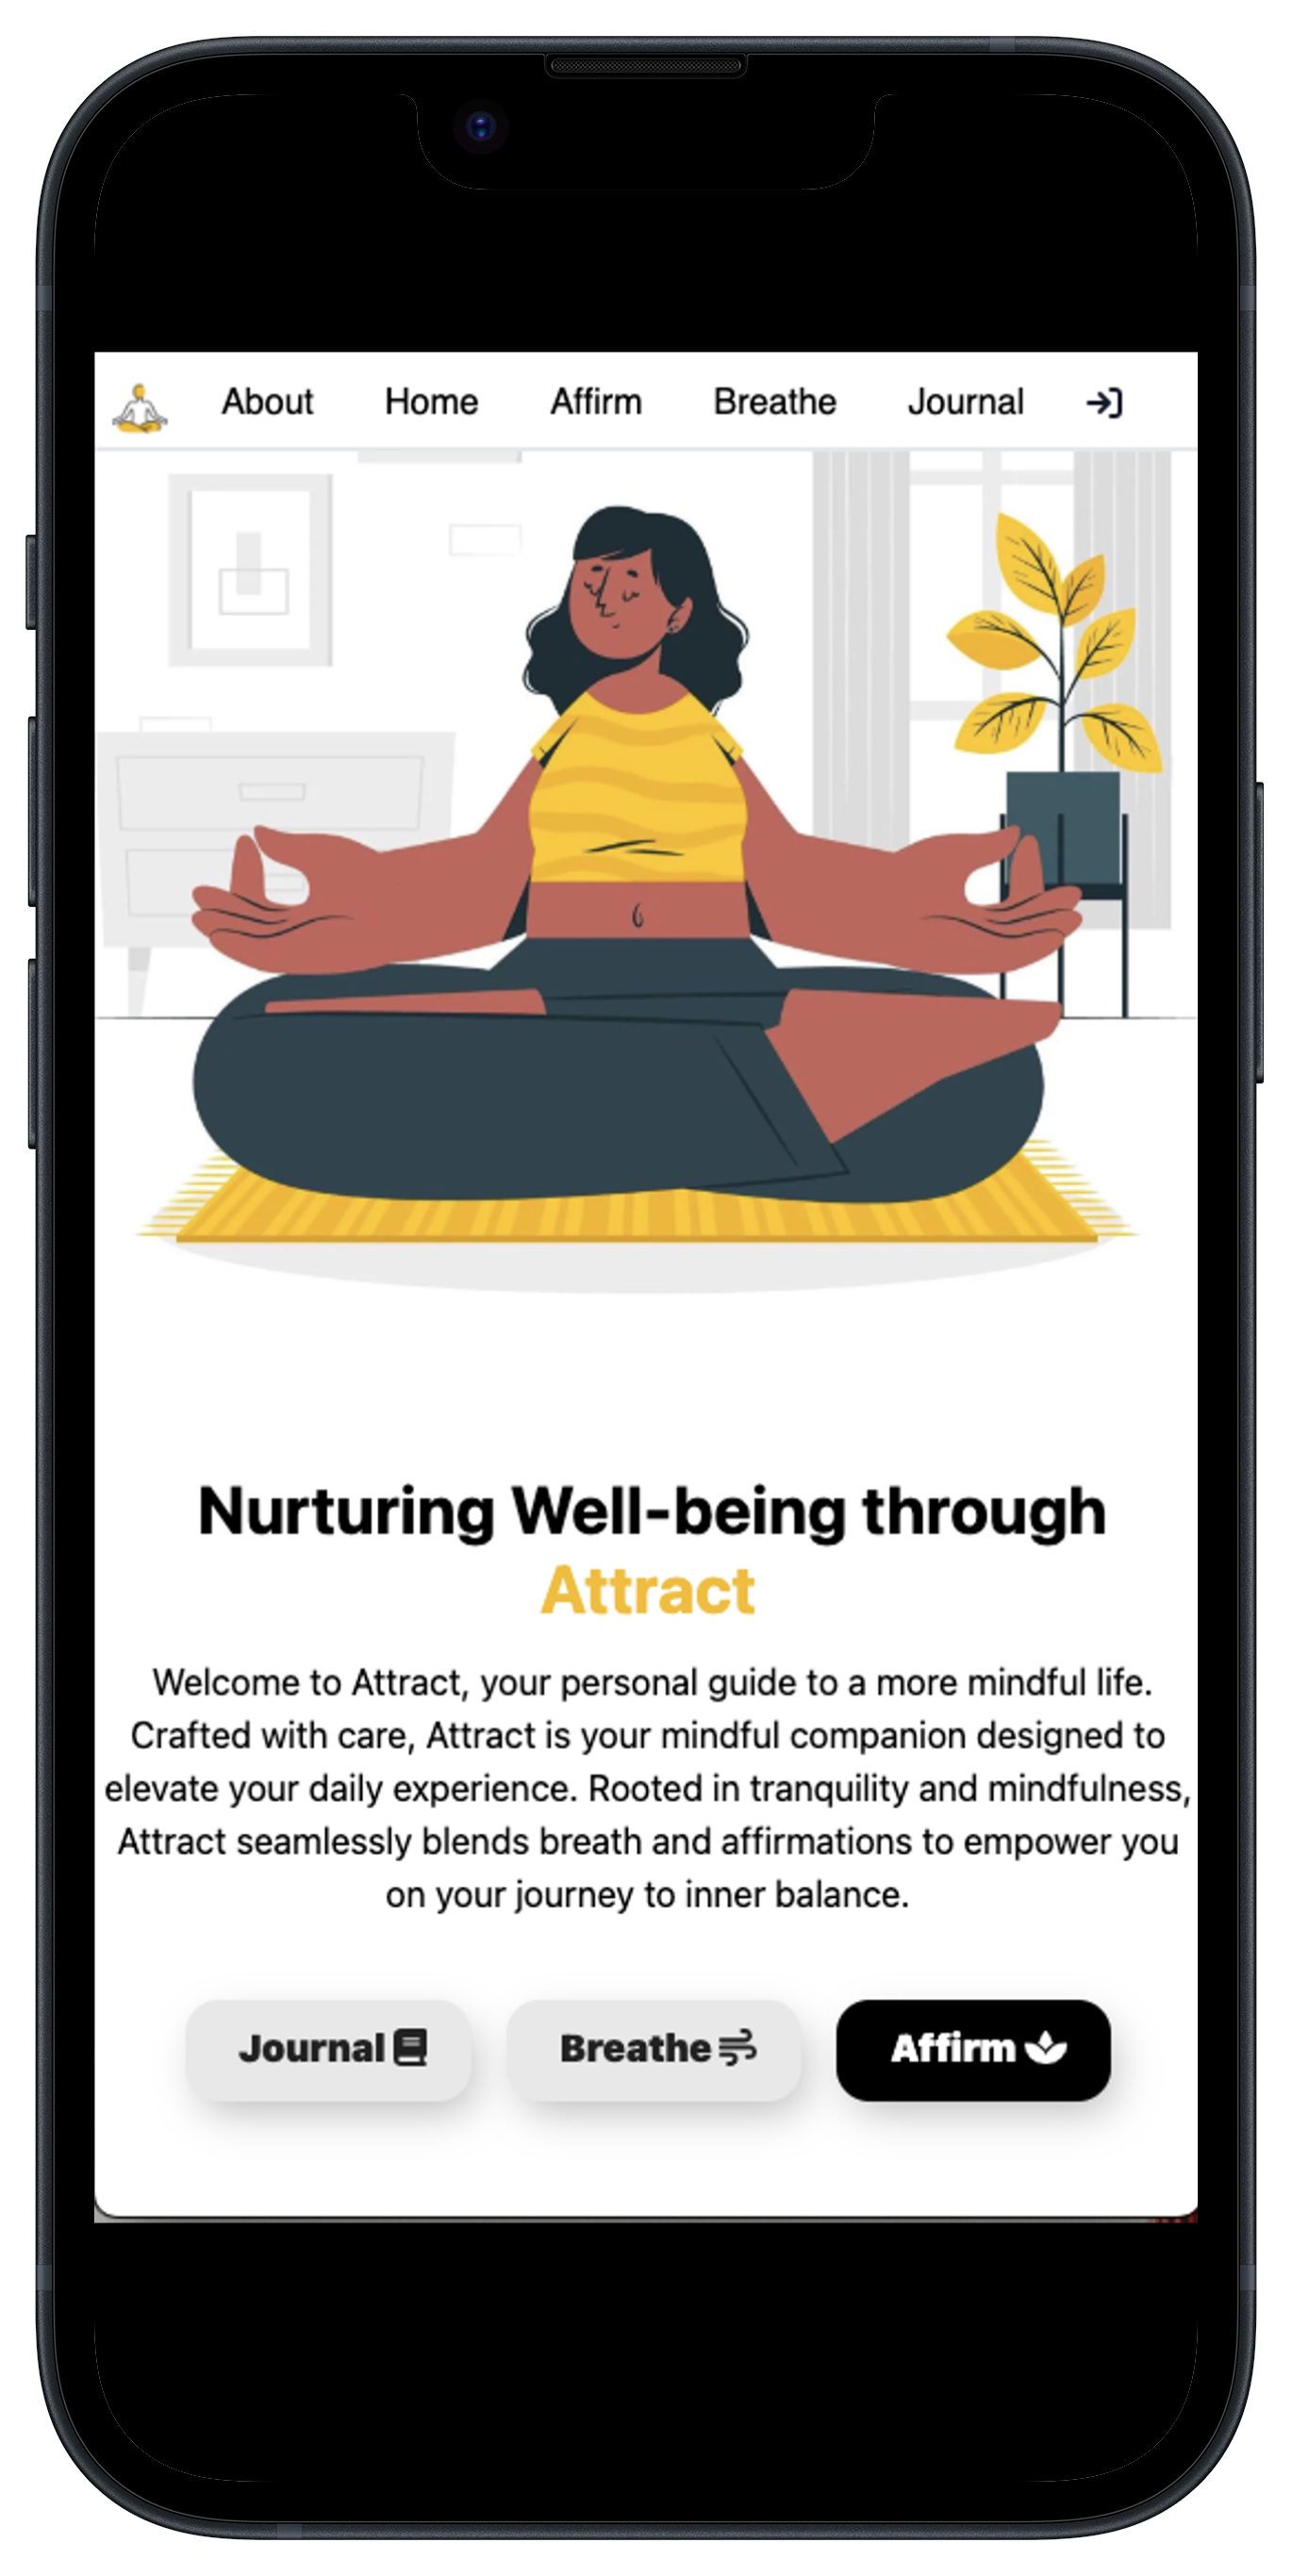 About Home Affirm Breathe Journal
Nurturing Well-being through
Attract
Welcome to Attract, your personal guide to a more mindful life.
Crafted with care, Attract is your mindful companion designed to
elevate your daily experience. Rooted in tranquility and mindfulness,
Attract seamlessly blends breath and affirmations to empower you
on your journey to inner balance.
Journal Breathe Affirm